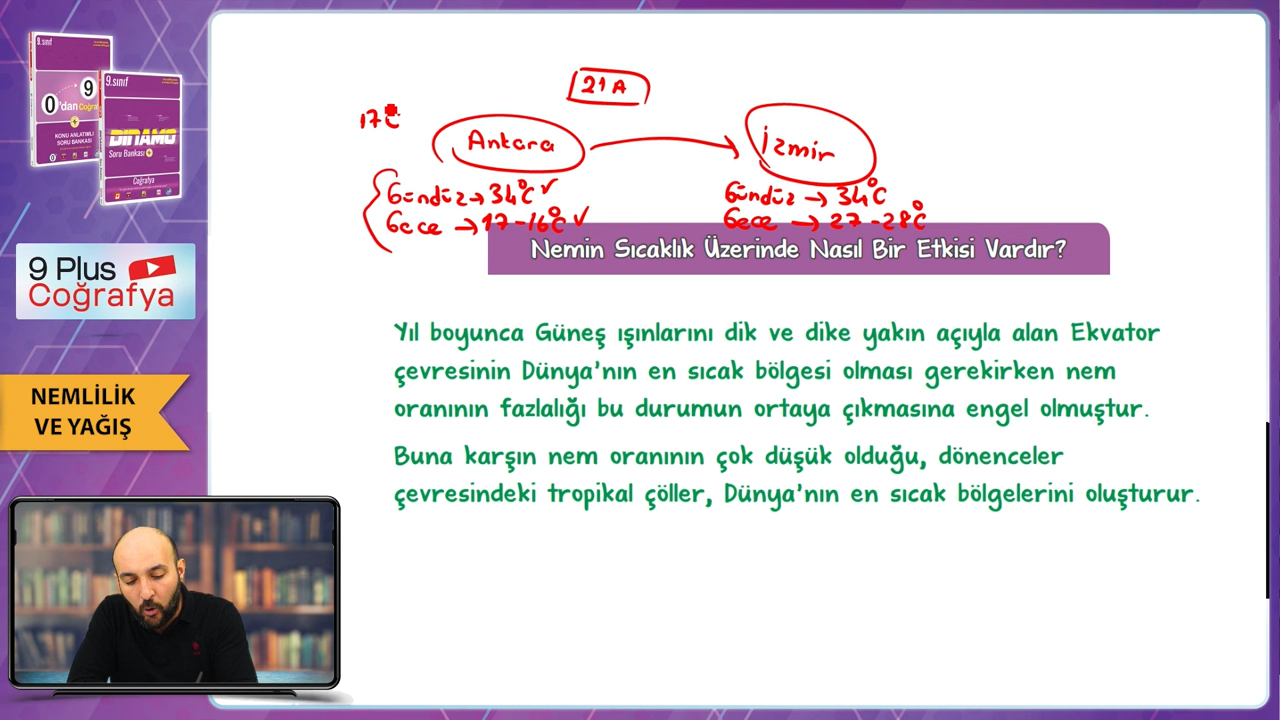 9.sınıf
0'dan 9
Coğrafya
KONU ANLATIMLI
SORU BANKASI
9.sınıf
DINAMO
Soru Bankası
Coğrafya
9 Plus
Coğrafya
NEMLİLİK
VE YAĞIŞ
21 A
17°C
Ankara
İzmir
Gündüz → 34°C ✓
Gece → 17-16°C ✓
Gündüz → 34°C
Gece → 27-28°C
Nemin Sıcaklık Üzerinde Nasıl Bir Etkisi Vardır?
Yıl boyunca Güneş ışınlarını dik ve dike yakın açıyla alan Ekvator
çevresinin Dünya'nın en sıcak bölgesi olması gerekirken nem
oranının fazlalığı bu durumun ortaya çıkmasına engel olmuştur.
Buna karşın nem oranının çok düşük olduğu, dönenceler
çevresindeki tropikal çöller, Dünya'nın en sıcak bölgelerini oluşturur.